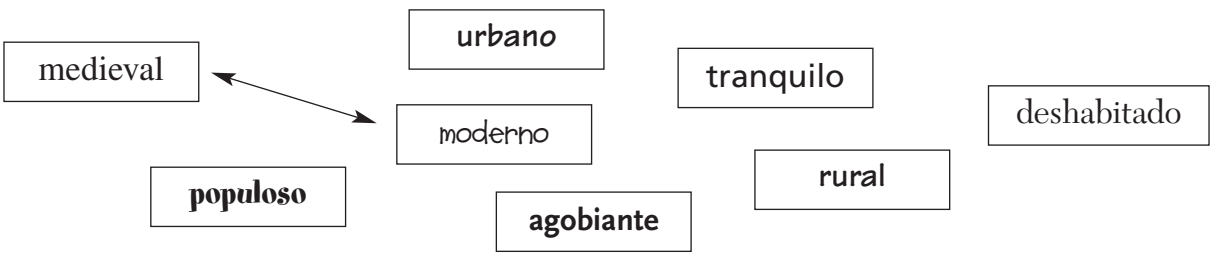 urbano
medieval
tranquilo
deshabitado
moderno
populoso
rural
agobiante